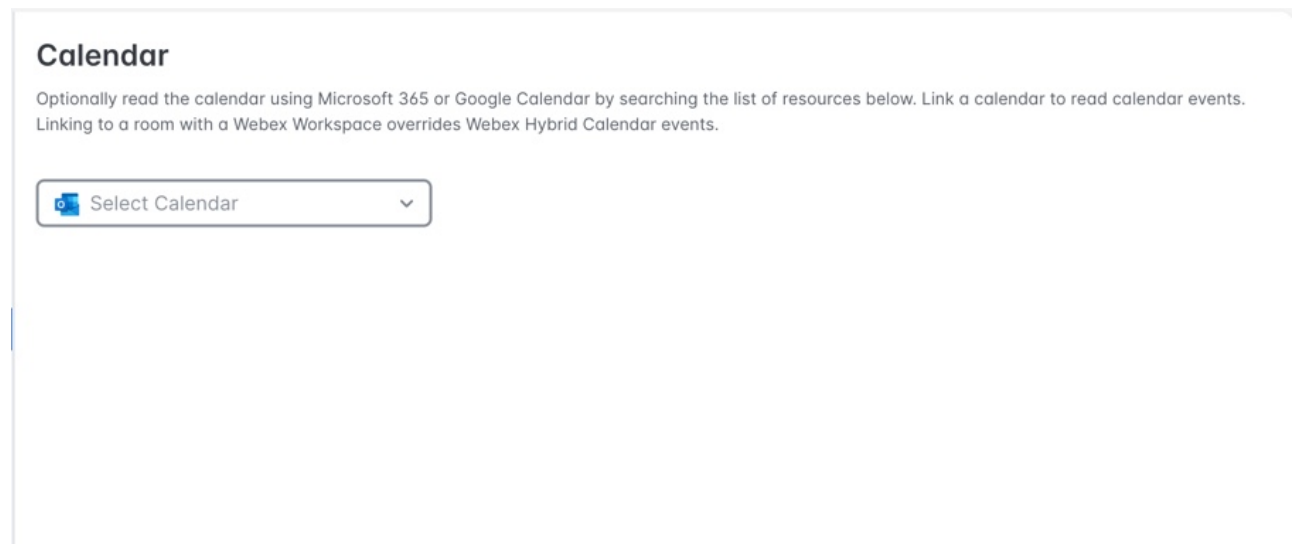 Calendar
Optionally read the calendar using Microsoft 365 or Google Calendar by searching the list of resources below. Link a calendar to read calendar events.
Linking to a room with a Webex Workspace overrides Webex Hybrid Calendar events.
Select Calendar